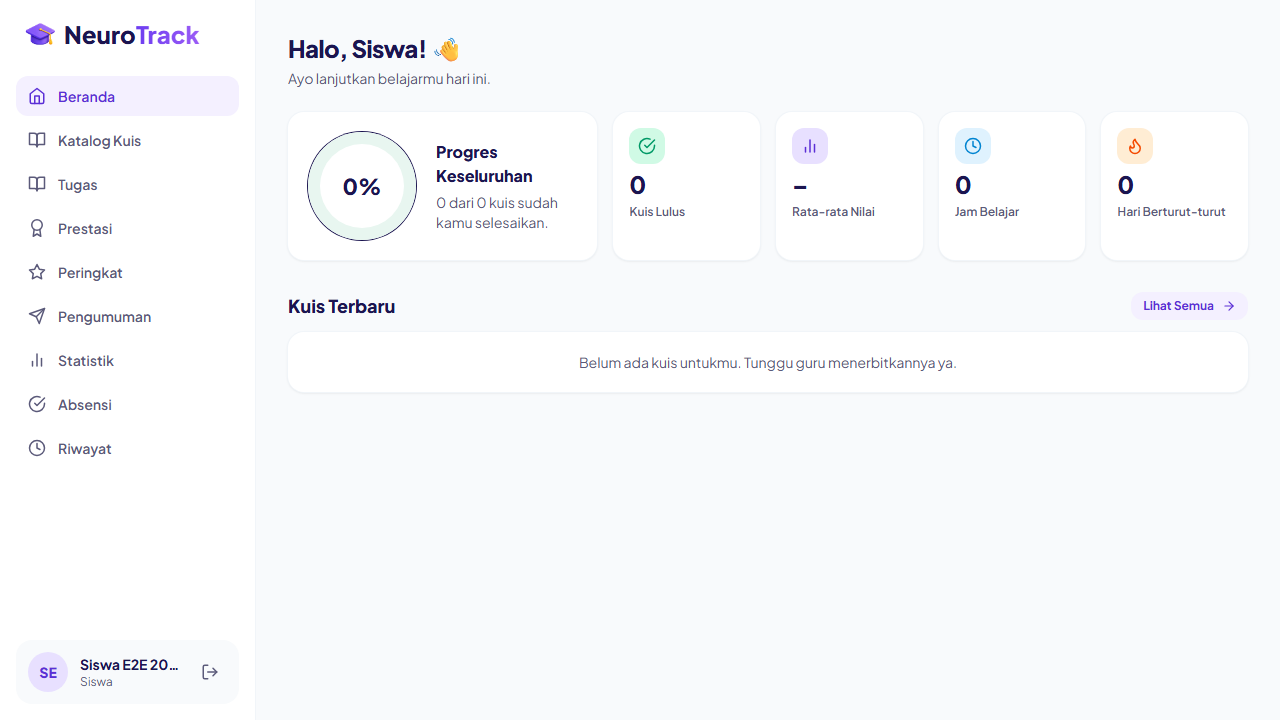 NeuroTrack
Beranda
Katalog Kuis
Tugas
Prestasi
Peringkat
Pengumuman
Statistik
Absensi
Riwayat
SE
Siswa E2E 20...
Siswa
Halo, Siswa! 👋
Ayo lanjutkan belajarmu hari ini.
0%
Progres
Keseluruhan
0 dari 0 kuis sudah
kamu selesaikan.
0
Kuis Lulus
–
Rata-rata Nilai
0
Jam Belajar
0
Hari Berturut-turut
Kuis Terbaru
Lihat Semua →
Belum ada kuis untukmu. Tunggu guru menerbitkannya ya.